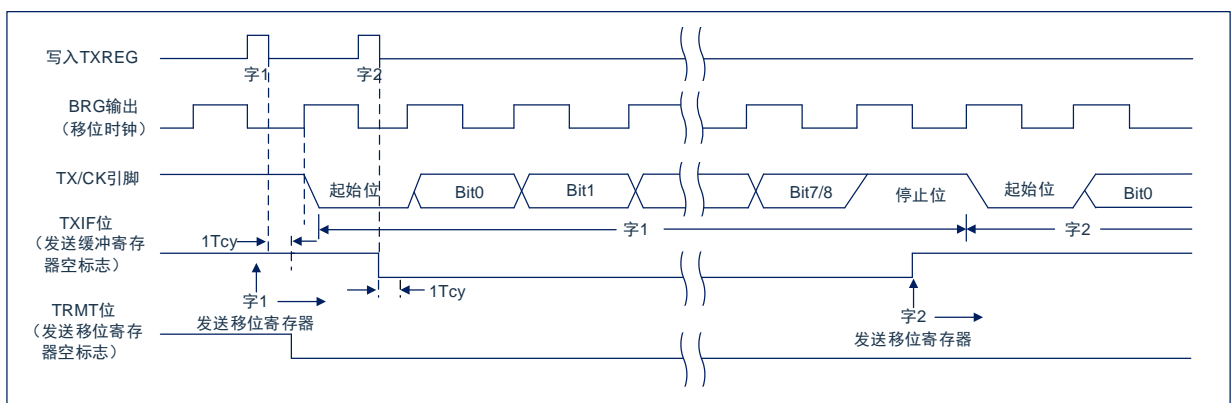 写入TXREG
字1
字2
BRG输出
（移位时钟）
TX/CK引脚
起始位
Bit0
Bit1
Bit7/8
停止位
起始位
Bit0
TXIF位
（发送缓冲寄存
器空标志）
1Tcy
字1
字2
1Tcy
字1
发送移位寄存器
字2
发送移位寄存器
TRMT位
（发送移位寄存
器空标志）